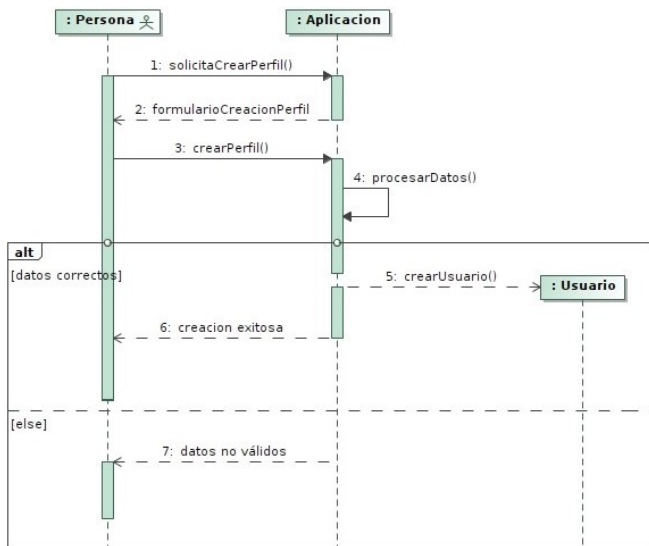 : Persona
: Aplicacion
1: solicitaCrearPerfil()
2: formularioCreacionPerfil
3: crearPerfil()
4: procesarDatos()
alt
[datos correctos]
5: crearUsuario()
: Usuario
6: creacion exitosa
[else]
7: datos no válidos